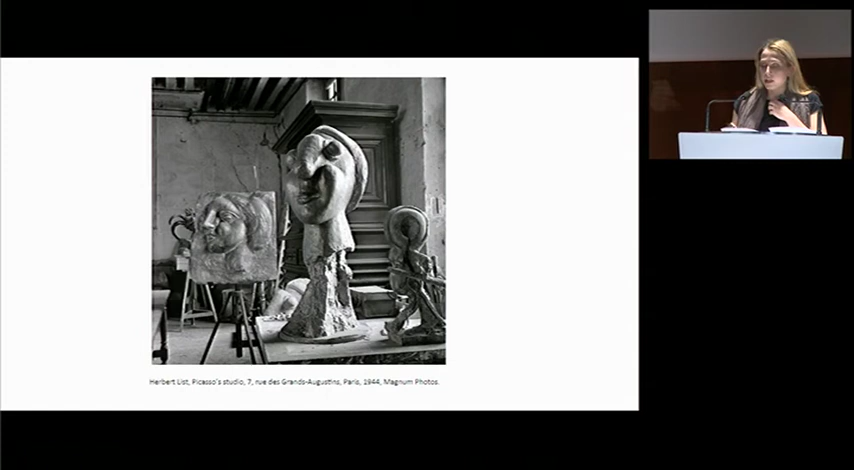 Herbert List, Picasso's studio, 7, rue des Grands-Augustins, Paris, 1944, Magnum Photos.